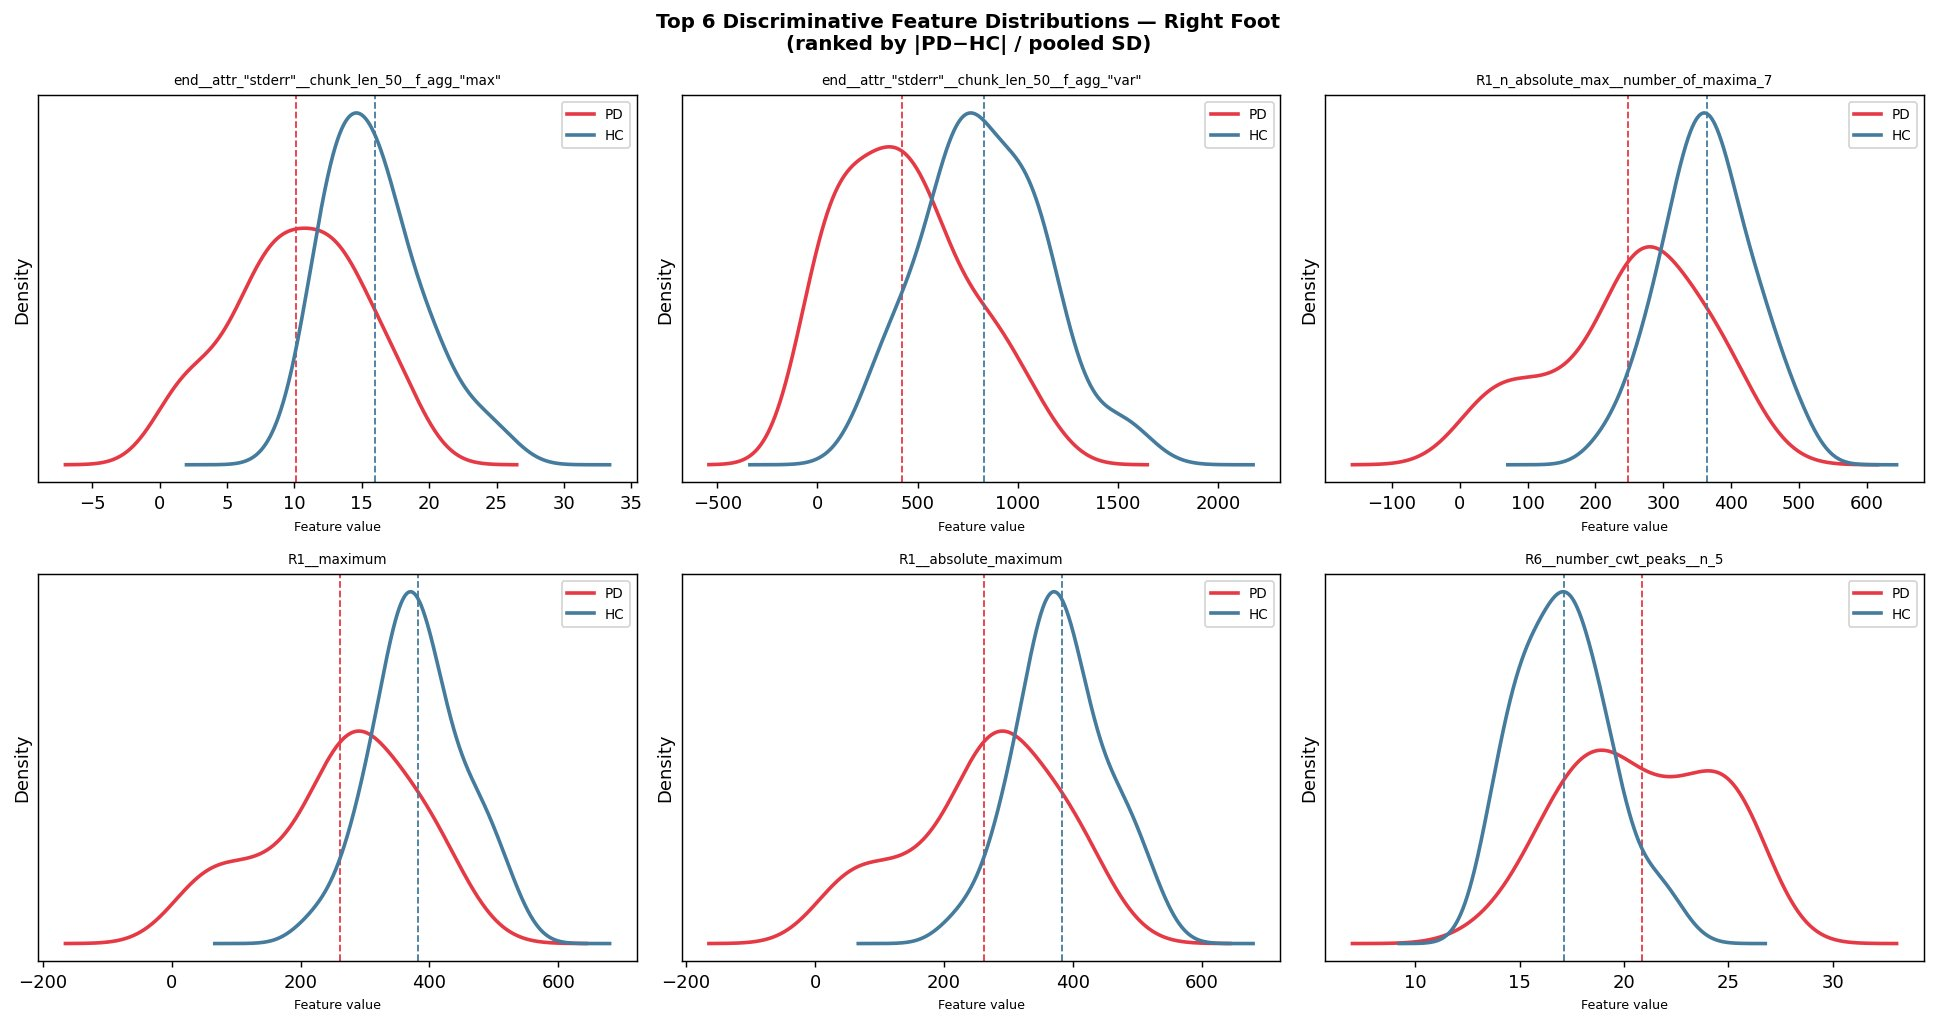 Top 6 Discriminative Feature Distributions — Right Foot
(ranked by |PD−HC| / pooled SD)
end__attr_"stderr"__chunk_len_50__f_agg_"max"
PD
HC
Density
−5 0 5 10 15 20 25 30 35
Feature value
end__attr_"stderr"__chunk_len_50__f_agg_"var"
PD
HC
Density
−500 0 500 1000 1500 2000
Feature value
R1_n_absolute_max__number_of_maxima_7
PD
HC
Density
−100 0 100 200 300 400 500 600
Feature value
R1__maximum
PD
HC
Density
−200 0 200 400 600
Feature value
R1__absolute_maximum
PD
HC
Density
−200 0 200 400 600
Feature value
R6__number_cwt_peaks__n_5
PD
HC
Density
10 15 20 25 30
Feature value